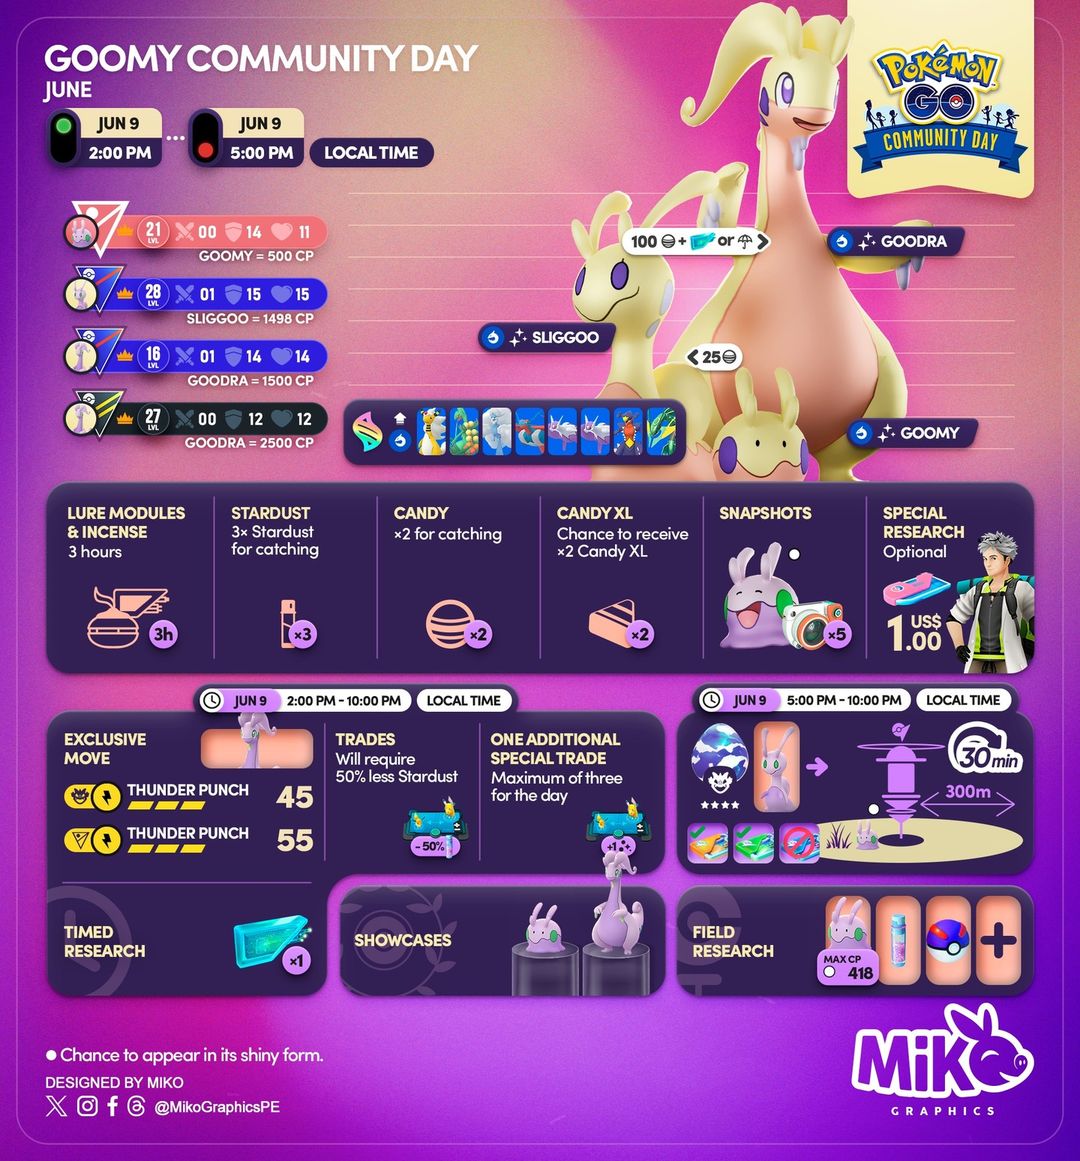 GOOMY COMMUNITY DAY
JUNE
JUN 9
2:00 PM
JUN 9
5:00 PM
LOCAL TIME
POKéMON
GO
COMMUNITY DAY
21 LVL 00 14 11
GOOMY = 500 CP
28 LVL 01 15 15
SLIGGOO = 1498 CP
16 LVL 01 14 14
GOODRA = 1500 CP
27 LVL 00 12 12
GOODRA = 2500 CP
100 + or
GOODRA
SLIGGOO
25
GOOMY
LURE MODULES
& INCENSE
3 hours
3h
STARDUST
3× Stardust
for catching
×3
CANDY
×2 for catching
×2
CANDY XL
Chance to receive
×2 Candy XL
×2
SNAPSHOTS
×5
SPECIAL
RESEARCH
Optional
1 US$ .00
JUN 9 2:00 PM - 10:00 PM LOCAL TIME
EXCLUSIVE
MOVE
THUNDER PUNCH 45
THUNDER PUNCH 55
TRADES
Will require
50% less Stardust
- 50%
ONE ADDITIONAL
SPECIAL TRADE
Maximum of three
for the day
+1
JUN 9 5:00 PM - 10:00 PM LOCAL TIME
30 min
300m
TIMED
RESEARCH
×1
SHOWCASES
FIELD
RESEARCH
MAX CP
418
+
Chance to appear in its shiny form.
DESIGNED BY MIKO
@MikoGraphicsPE
MiKO
GRAPHICS